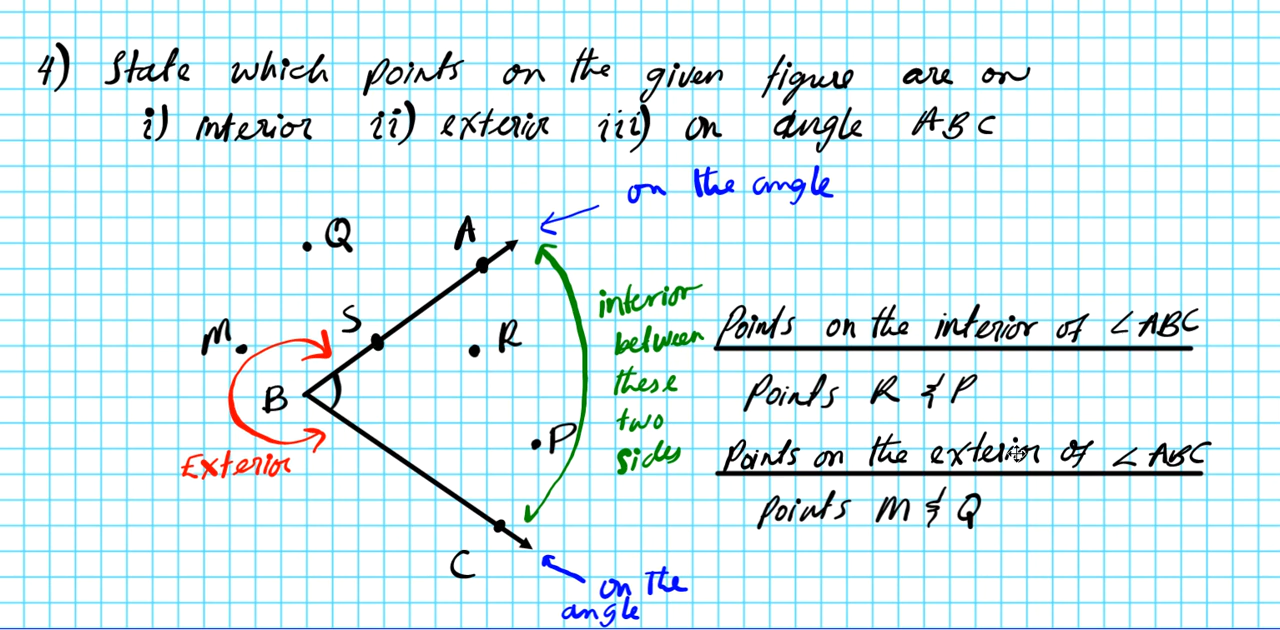 4) State which points on the given figure are on
i) interior ii) exterior iii) on angle ABC
on the angle
Q
A
S
M
R
B
P
C
Exterior
interior
between
these
two
sides
Points on the interior of ∠ABC
Points R & P
Points on the exterior of ∠ABC
Points M & Q
on the
angle